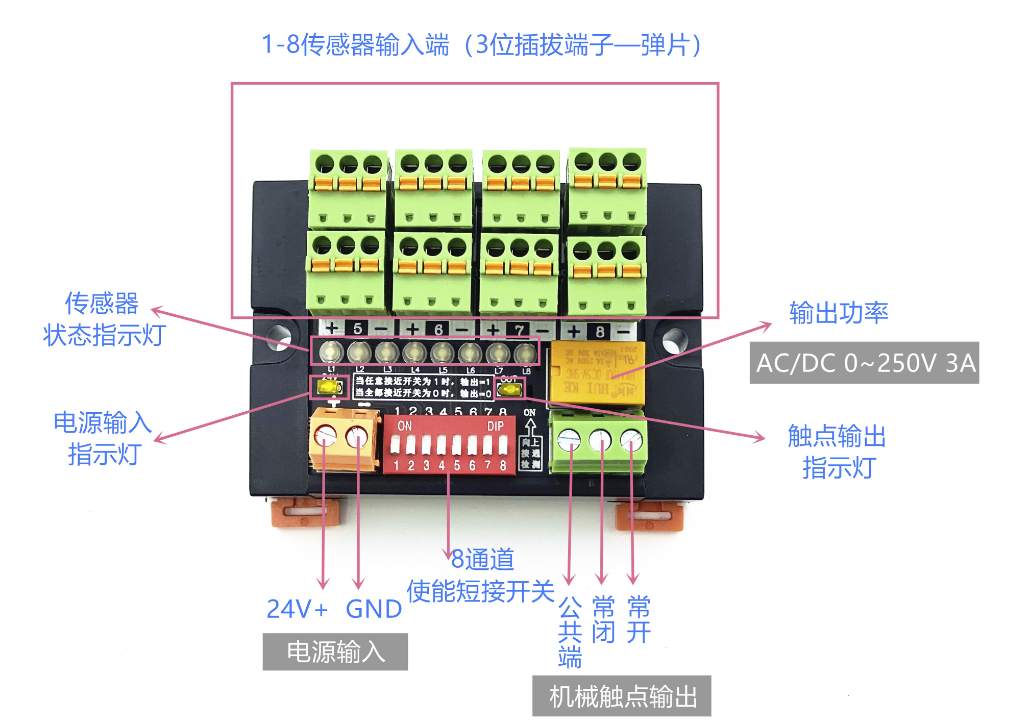 1-8传感器输入端（3位插拔端子—弹片）
传感器
状态指示灯
输出功率
AC/DC 0~250V 3A
电源输入
指示灯
触点输出
指示灯
+ 5 - + 6 - + 7 - + 8 -
L1 L2 L3 L4 L5 L6 L7 L8
24V
当任意接近开关为1时，输出=1
当全部接近开关为0时，输出=0
OUT
1 2 3 4 5 6 7 8
ON DIP
1 2 3 4 5 6 7 8
ON
向上
接通
检测
8通道
使能短接开关
24V+ GND
电源输入
公共端
常闭
常开
机械触点输出